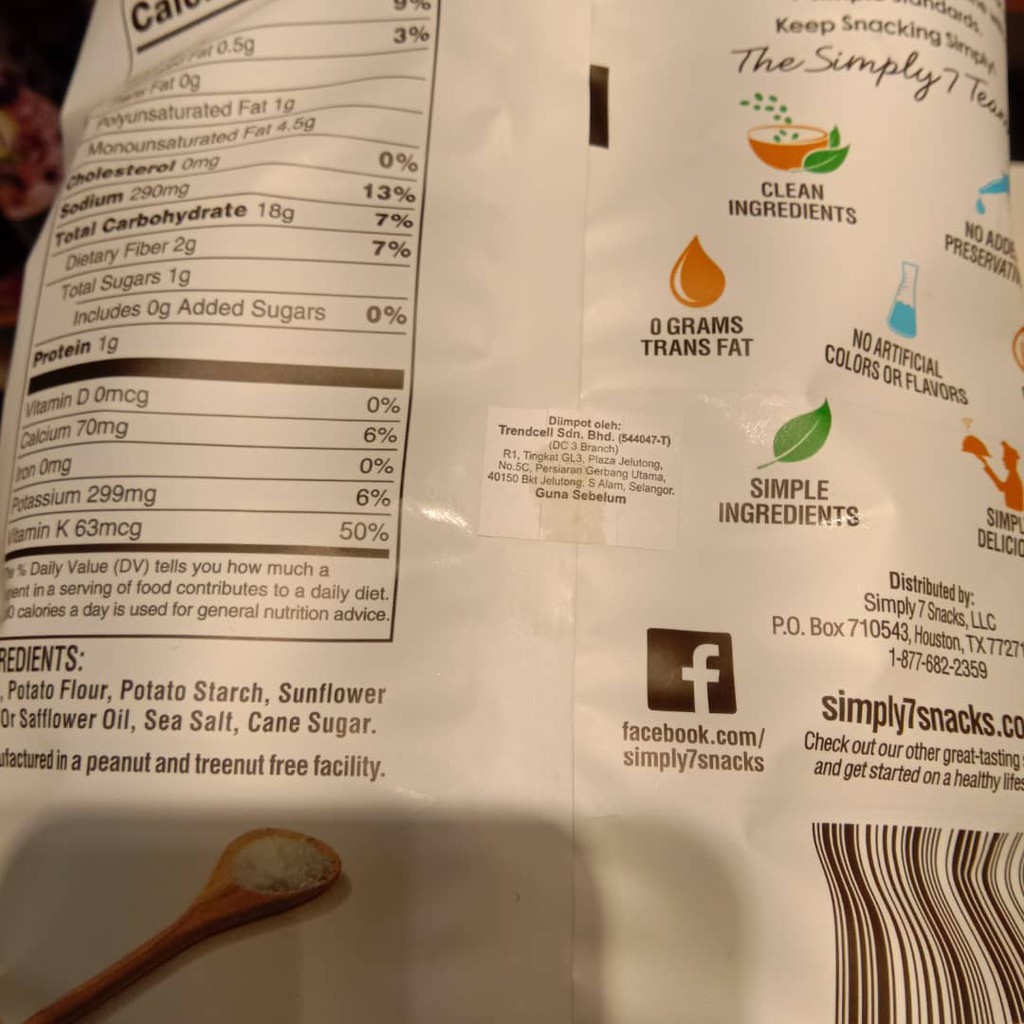 9%
3%
Fat 0.5g
Fat 0g
Polyunsaturated Fat 1g
Monounsaturated Fat 4.5g
Cholesterol 0mg 0%
Sodium 290mg 13%
Total Carbohydrate 18g 7%
Dietary Fiber 2g 7%
Total Sugars 1g
Includes 0g Added Sugars 0%
Protein 1g
Vitamin D 0mcg 0%
Calcium 70mg 6%
Iron 0mg 0%
Potassium 299mg 6%
Vitamin K 63mcg 50%
% Daily Value (DV) tells you how much a
in a serving of food contributes to a daily diet.
calories a day is used for general nutrition advice.
REDIENTS:
, Potato Flour, Potato Starch, Sunflower
Or Safflower Oil, Sea Salt, Cane Sugar.
ufactured in a peanut and treenut free facility.
Diimpot oleh:
Trendcell Sdn. Bhd. (544047-T)
(DC 3 Branch)
R1, Tingkat GL3, Plaza Jelutong,
No.5C, Persiaran Gerbang Utama,
40150 Bkt Jelutong, S Alam, Selangor.
Guna Sebelum
Standards.
Keep Snacking Simply!
The Simply7 Team
CLEAN
INGREDIENTS
NO ADDE
PRESERVATI
0 GRAMS
TRANS FAT
NO ARTIFICIAL
COLORS OR FLAVORS
SIMPLE
INGREDIENTS
SIMPL
DELICIO
Distributed by:
Simply 7 Snacks, LLC
P.O. Box 710543, Houston, TX 7727
1-877-682-2359
f
facebook.com/
simply7snacks
simply7snacks.co
Check out our other great-tasting
and get started on a healthy lifes